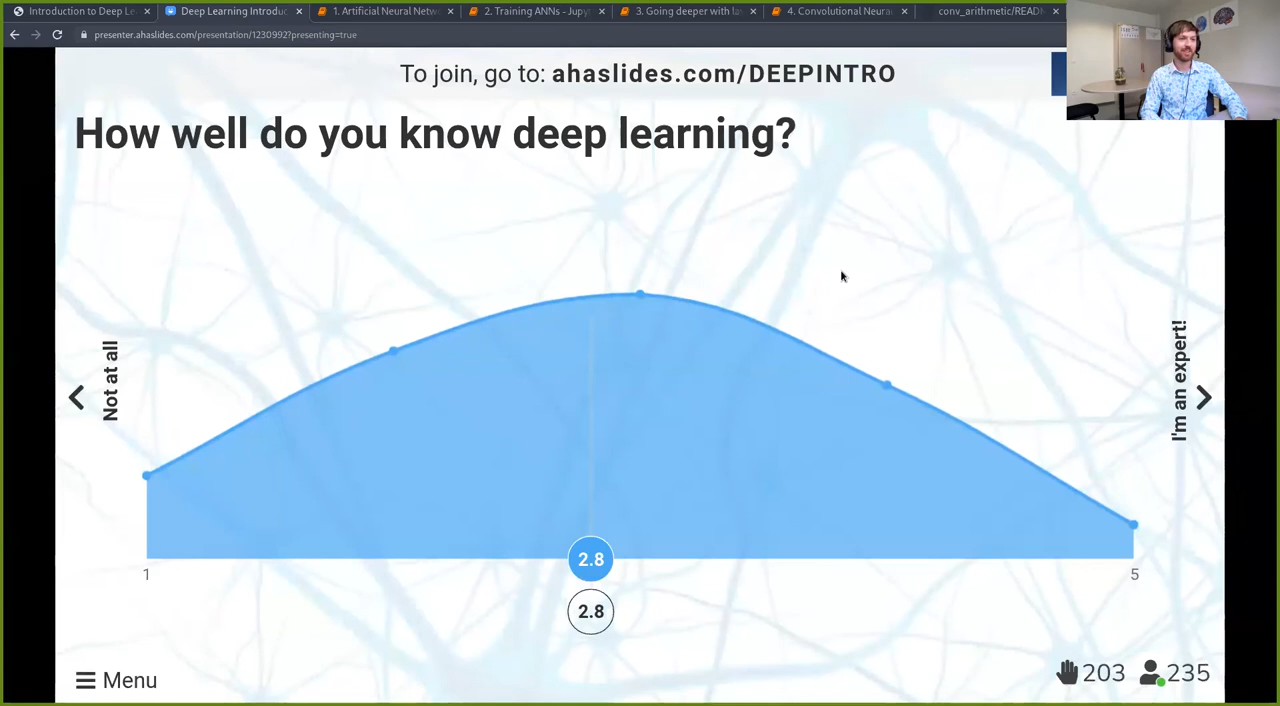 Introduction to Deep Le
Deep Learning Introduc
1. Artificial Neural Netw
2. Training ANNs - Jupy
3. Going deeper with la
4. Convolutional Neura
conv_arithmetic/READ
presenter.ahaslides.com/presentation/1230992?presenting=true
To join, go to: ahaslides.com/DEEPINTRO
How well do you know deep learning?
Not at all
I'm an expert!
2.8
1
5
2.8
Menu
203
235